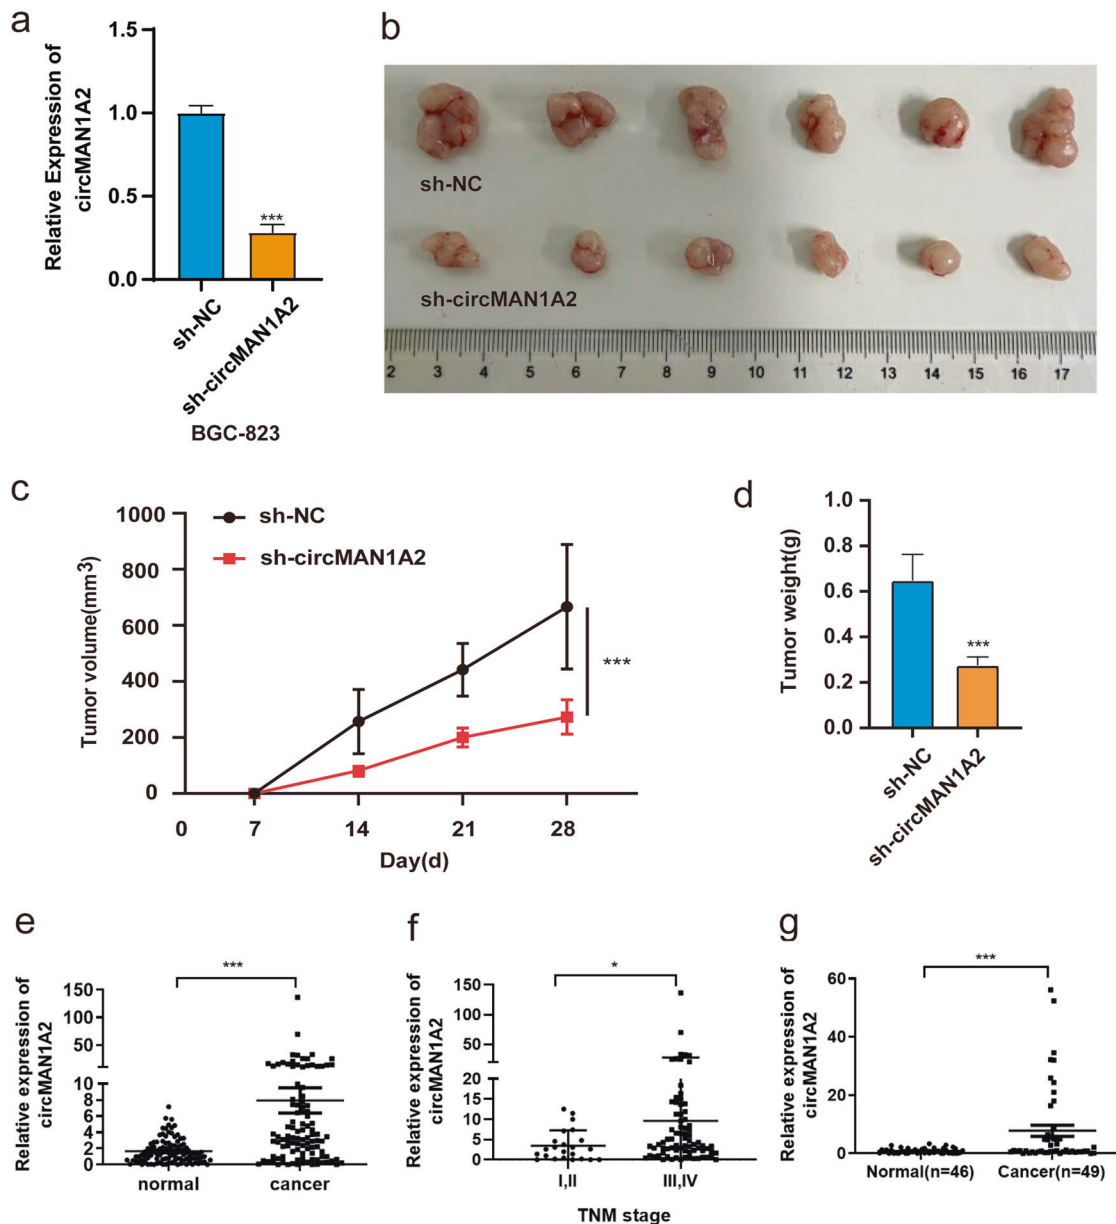 a
Relative Expression of
circMAN1A2
1.5
1.0
0.5
0.0
***
sh-NC
sh-circMAN1A2
BGC-823
b
sh-NC
sh-circMAN1A2
2 3 4 5 6 7 8 9 10 11 12 13 14 15 16 17
c
Tumor volume(mm3)
1000
800
600
400
200
0
sh-NC
sh-circMAN1A2
***
0 7 14 21 28
Day(d)
d
Tumor weight(g)
1.0
0.8
0.6
0.4
0.2
0.0
***
sh-NC
sh-circMAN1A2
e
Relative expression of
circMAN1A2
***
150
100
50
10
8
6
4
2
0
normal cancer
f
Relative expression of
circMAN1A2
*
150
100
50
20
15
10
5
0
I,II III,IV
TNM stage
g
Relative expression of
circMAN1A2
***
60
40
20
0
Normal(n=46) Cancer(n=49)